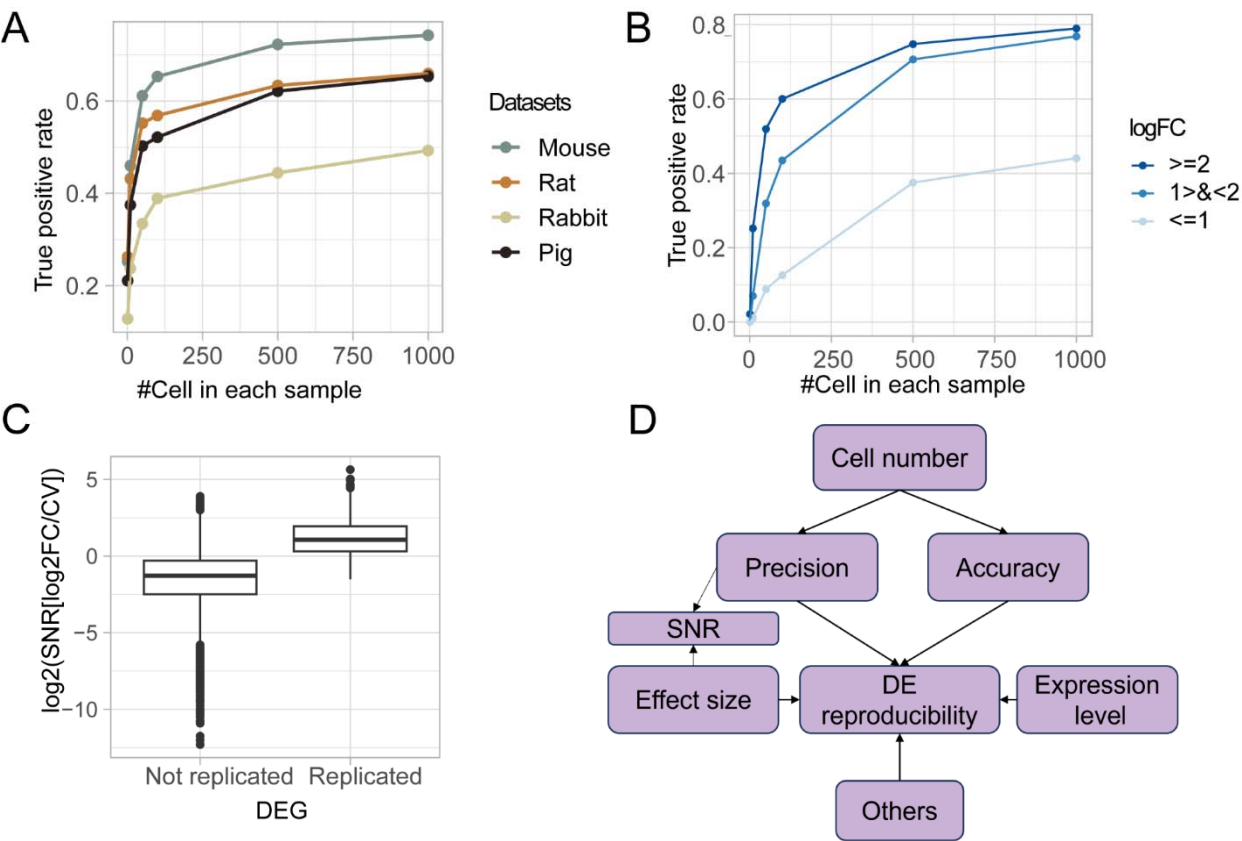 A
True positive rate
0.6
0.4
0.2
0 250 500 750 1000
#Cell in each sample
Datasets
Mouse
Rat
Rabbit
Pig
B
True positive rate
0.8
0.6
0.4
0.2
0.0
0 250 500 750 1000
#Cell in each sample
logFC
>=2
1>&<2
<=1
C
log2(SNR[log2FC/CV])
5
0
−5
−10
Not replicated Replicated
DEG
D
Cell number
Precision
Accuracy
SNR
Effect size
DE
reproducibility
Expression
level
Others